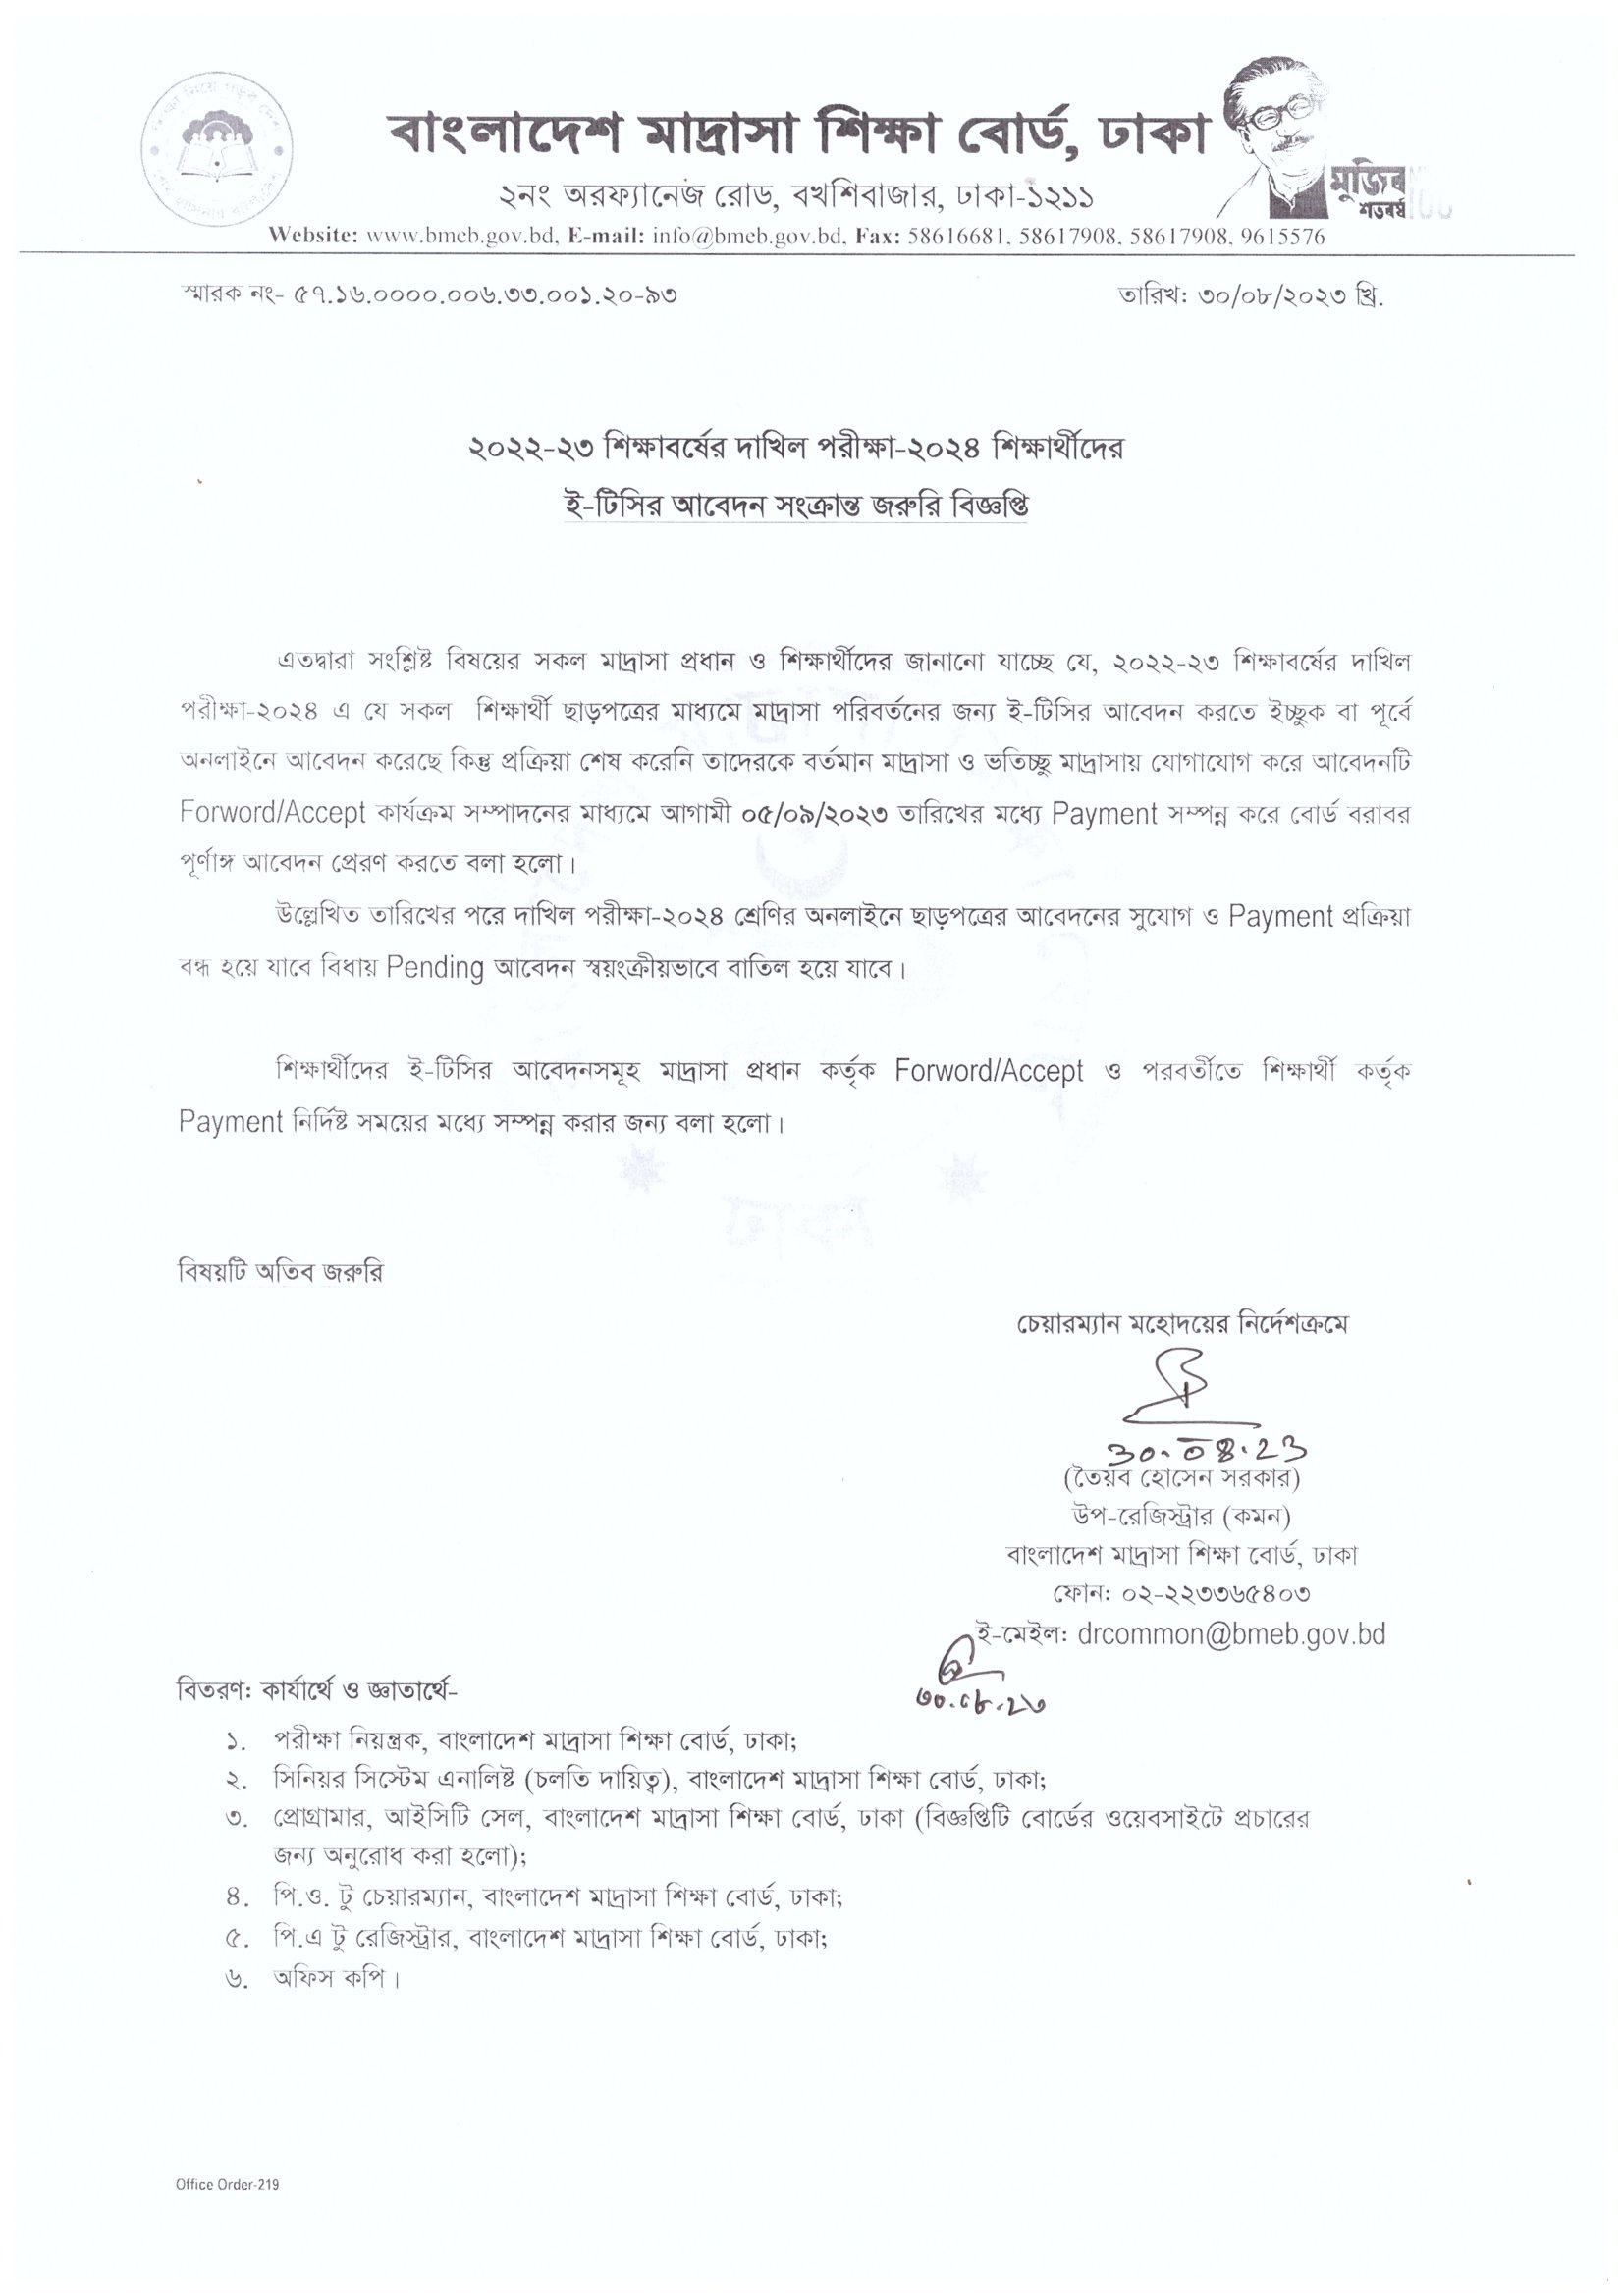 বাংলাদেশ মাদ্রাসা শিক্ষা বোর্ড, ঢাকা
২নং অরফ্যানেজ রোড, বখশিবাজার, ঢাকা-১২১১
মুজিব
শতবর্ষ
Website: www.bmeb.gov.bd, E-mail: info@bmeb.gov.bd, Fax: 58616681, 58617908, 58617908, 9615576
স্মারক নং- ৫৭.১৬.০০০০.০০৬.৩৩.০০১.২০-৯৩
তারিখ: ৩০/০৮/২০২৩ খ্রি.
২০২২-২৩ শিক্ষাবর্ষের দাখিল পরীক্ষা-২০২৪ শিক্ষার্থীদের
ই-টিসির আবেদন সংক্রান্ত জরুরি বিজ্ঞপ্তি
এতদ্বারা সংশ্লিষ্ট বিষয়ের সকল মাদ্রাসা প্রধান ও শিক্ষার্থীদের জানানো যাচ্ছে যে, ২০২২-২৩ শিক্ষাবর্ষের দাখিল
পরীক্ষা-২০২৪ এ যে সকল শিক্ষার্থী ছাড়পত্রের মাধ্যমে মাদ্রাসা পরিবর্তনের জন্য ই-টিসির আবেদন করতে ইচ্ছুক বা পূর্বে
অনলাইনে আবেদন করেছে কিন্তু প্রক্রিয়া শেষ করেনি তাদেরকে বর্তমান মাদ্রাসা ও ভতিচ্ছু মাদ্রাসায় যোগাযোগ করে আবেদনটি
Forword/Accept কার্যক্রম সম্পাদনের মাধ্যমে আগামী ০৫/০৯/২০২৩ তারিখের মধ্যে Payment সম্পন্ন করে বোর্ড বরাবর
পূর্ণাঙ্গ আবেদন প্রেরণ করতে বলা হলো।
উল্লেখিত তারিখের পরে দাখিল পরীক্ষা-২০২৪ শ্রেণির অনলাইনে ছাড়পত্রের আবেদনের সুযোগ ও Payment প্রক্রিয়া
বন্ধ হয়ে যাবে বিধায় Pending আবেদন স্বয়ংক্রীয়ভাবে বাতিল হয়ে যাবে।
শিক্ষার্থীদের ই-টিসির আবেদনসমূহ মাদ্রাসা প্রধান কর্তৃক Forword/Accept ও পরবর্তীতে শিক্ষার্থী কর্তৃক
Payment নির্দিষ্ট সময়ের মধ্যে সম্পন্ন করার জন্য বলা হলো।
বিষয়টি অতিব জরুরি
চেয়ারম্যান মহোদয়ের নির্দেশক্রমে
30.08.23
(তৈয়ব হোসেন সরকার)
উপ-রেজিস্ট্রার (কমন)
বাংলাদেশ মাদ্রাসা শিক্ষা বোর্ড, ঢাকা
ফোন: ০২-২২৩৩৬৫৪০৩
ই-মেইল: drcommon@bmeb.gov.bd
৩০.০৮.২৩
বিতরণ: কার্যার্থে ও জ্ঞাতার্থে-
১. পরীক্ষা নিয়ন্ত্রক, বাংলাদেশ মাদ্রাসা শিক্ষা বোর্ড, ঢাকা;
২. সিনিয়র সিস্টেম এনালিষ্ট (চলতি দায়িত্ব), বাংলাদেশ মাদ্রাসা শিক্ষা বোর্ড, ঢাকা;
৩. প্রোগ্রামার, আইসিটি সেল, বাংলাদেশ মাদ্রাসা শিক্ষা বোর্ড, ঢাকা (বিজ্ঞপ্তিটি বোর্ডের ওয়েবসাইটে প্রচারের
জন্য অনুরোধ করা হলো);
৪. পি.ও. টু চেয়ারম্যান, বাংলাদেশ মাদ্রাসা শিক্ষা বোর্ড, ঢাকা;
৫. পি.এ টু রেজিস্ট্রার, বাংলাদেশ মাদ্রাসা শিক্ষা বোর্ড, ঢাকা;
৬. অফিস কপি।
Office Order-219